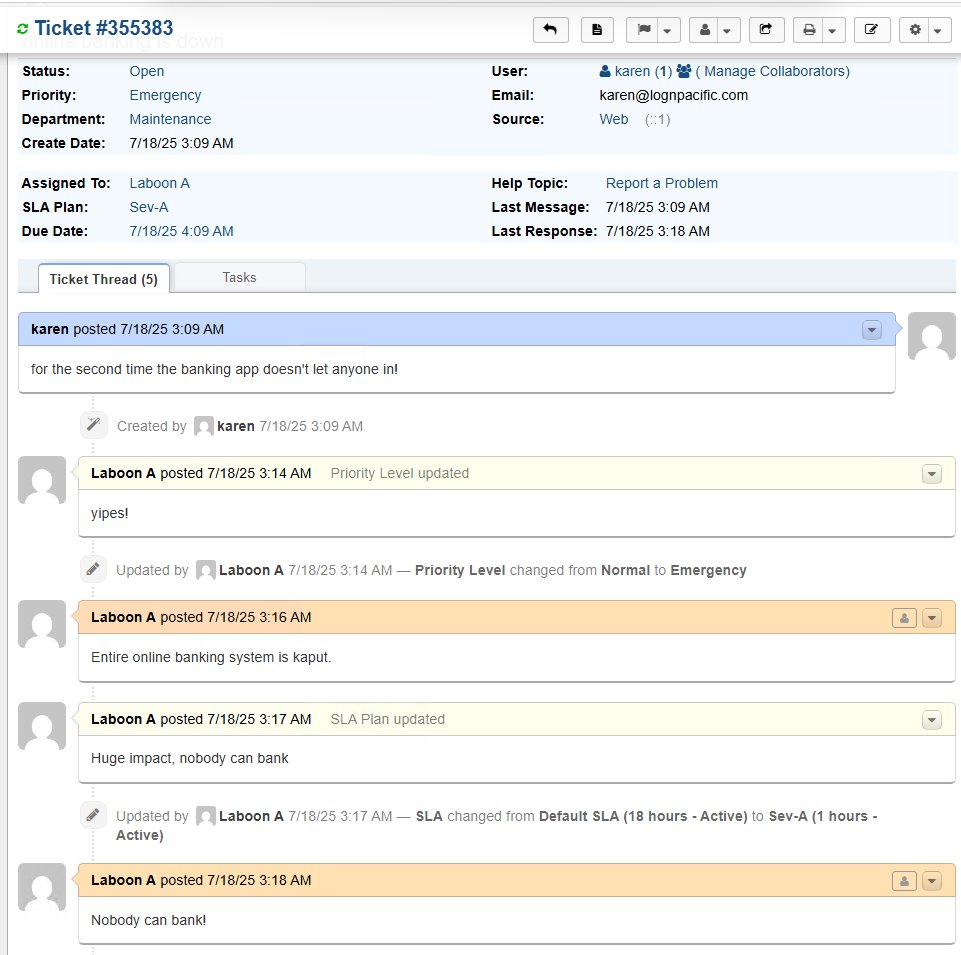 Ticket #355383
online banking is down
Status: Open
User: karen (1) ( Manage Collaborators)
Priority: Emergency
Email: karen@lognpacific.com
Department: Maintenance
Source: Web (::1)
Create Date: 7/18/25 3:09 AM
Assigned To: Laboon A
Help Topic: Report a Problem
SLA Plan: Sev-A
Last Message: 7/18/25 3:09 AM
Due Date: 7/18/25 4:09 AM
Last Response: 7/18/25 3:18 AM
Ticket Thread (5)
Tasks
karen posted 7/18/25 3:09 AM
for the second time the banking app doesn't let anyone in!
Created by karen 7/18/25 3:09 AM
Laboon A posted 7/18/25 3:14 AM Priority Level updated
yipes!
Updated by Laboon A 7/18/25 3:14 AM — Priority Level changed from Normal to Emergency
Laboon A posted 7/18/25 3:16 AM
Entire online banking system is kaput.
Laboon A posted 7/18/25 3:17 AM SLA Plan updated
Huge impact, nobody can bank
Updated by Laboon A 7/18/25 3:17 AM — SLA changed from Default SLA (18 hours - Active) to Sev-A (1 hours -
Active)
Laboon A posted 7/18/25 3:18 AM
Nobody can bank!